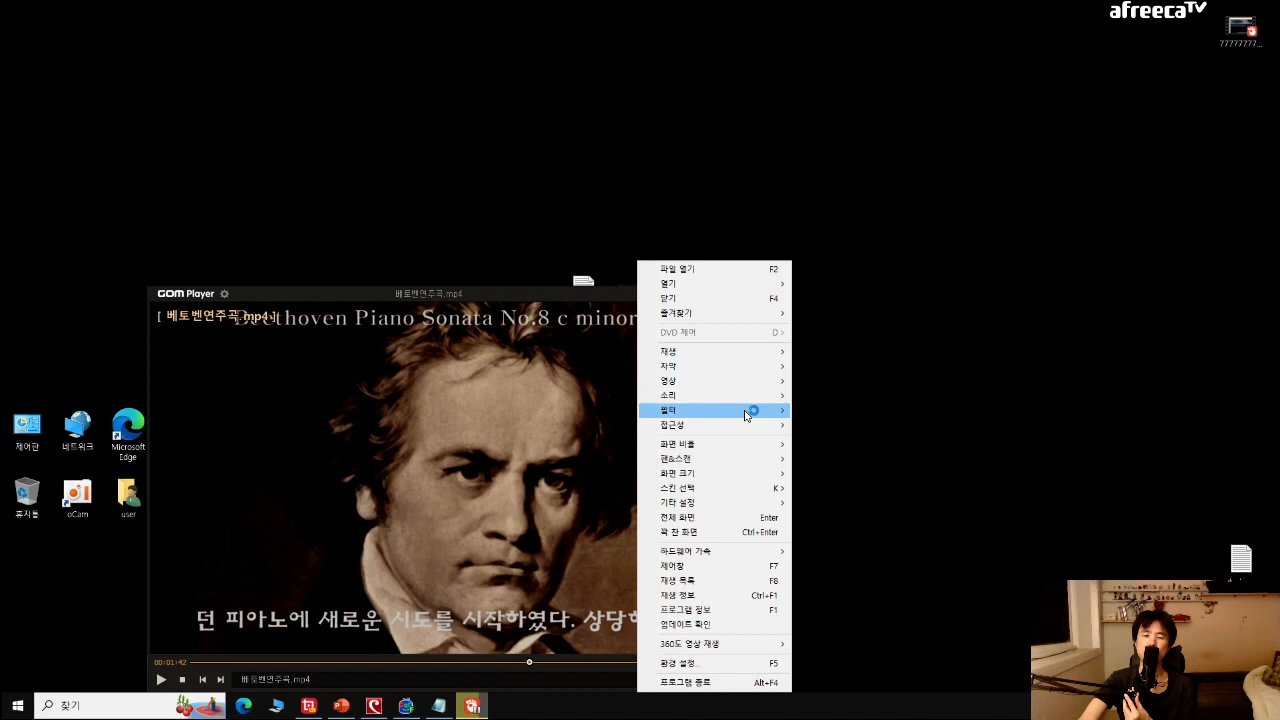 afreecaTV
77777777...
GOM Player
베토벤연주곡.mp4
[ 베토벤연주곡.mp4 ]
Beethoven Piano Sonata No.8 c minor
던 피아노에 새로운 시도를 시작하였다. 상당히
00:01:42
베토벤연주곡.mp4
파일 열기 F2
열기
닫기 F4
즐겨찾기
DVD 제어 D
재생
자막
영상
소리
필터
접근성
화면 비율
팬&스캔
화면 크기
스킨 선택 K
기타 설정
전체 화면 Enter
꽉 찬 화면 Ctrl+Enter
하드웨어 가속
제어창 F7
재생 목록 F8
재생 정보 Ctrl+F1
프로그램 정보 F1
업데이트 확인
360도 영상 재생
환경 설정... F5
프로그램 종료 Alt+F4
제어판
네트워크
Microsoft
Edge
휴지통
oCam
user
찾기